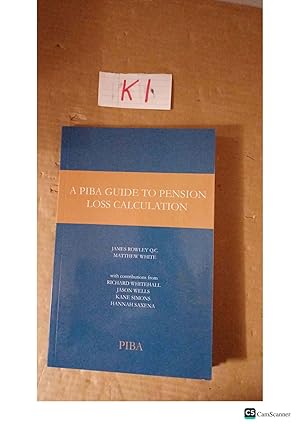 K1.
A PIBA GUIDE TO PENSION
LOSS CALCULATION
JAMES ROWLEY Q.C.
MATTHEW WHITE
with contributions from
RICHARD WHITEHALL
JASON WELLS
KANE SIMONS
HANNAH SAXENA
PIBA
CS CamScanner